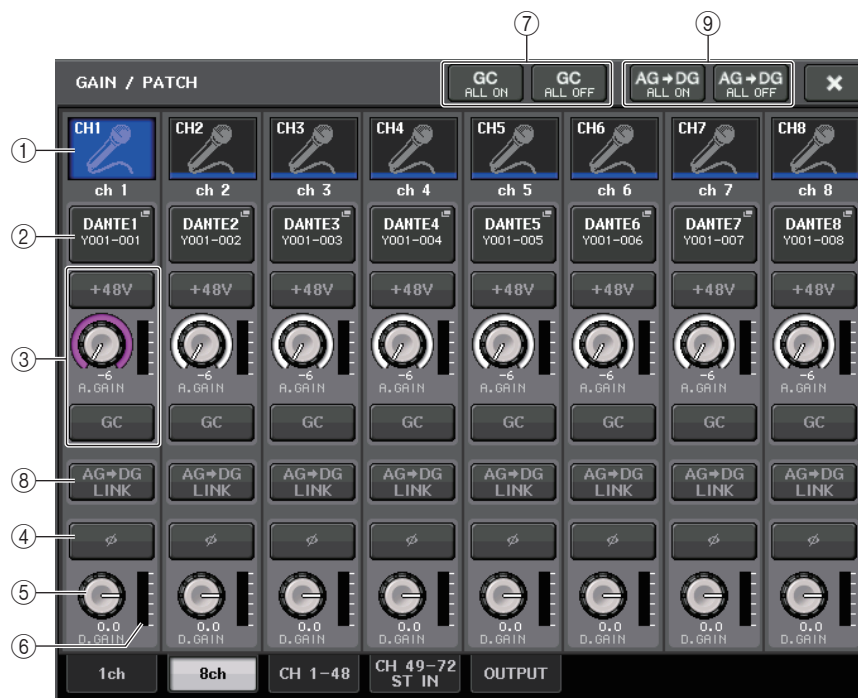 ⑦ ⑨
GAIN / PATCH
GC ALL ON
GC ALL OFF
AG→DG ALL ON
AG→DG ALL OFF
×
① CH1 CH2 CH3 CH4 CH5 CH6 CH7 CH8
ch 1 ch 2 ch 3 ch 4 ch 5 ch 6 ch 7 ch 8
② DANTE1 DANTE2 DANTE3 DANTE4 DANTE5 DANTE6 DANTE7 DANTE8
Y001-001 Y001-002 Y001-003 Y001-004 Y001-005 Y001-006 Y001-007 Y001-008
+48V +48V +48V +48V +48V +48V +48V +48V
③
-6 -6 -6 -6 -6 -6 -6 -6
A.GAIN A.GAIN A.GAIN A.GAIN A.GAIN A.GAIN A.GAIN A.GAIN
GC GC GC GC GC GC GC GC
⑧ AG→DG AG→DG AG→DG AG→DG AG→DG AG→DG AG→DG AG→DG
LINK LINK LINK LINK LINK LINK LINK LINK
④ ø ø ø ø ø ø ø ø
⑤
⑥ 0.0 0.0 0.0 0.0 0.0 0.0 0.0 0.0
D.GAIN D.GAIN D.GAIN D.GAIN D.GAIN D.GAIN D.GAIN D.GAIN
1ch 8ch CH 1-48 CH 49-72 OUTPUT
ST IN